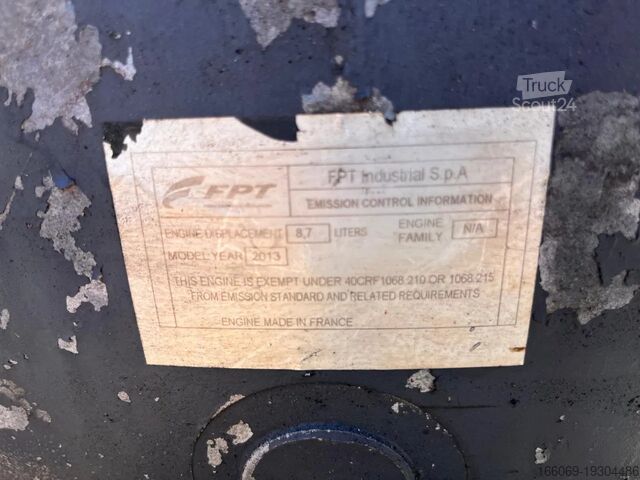 Truck
Scout24
FPT
FPT Industrial S.p.A
EMISSION CONTROL INFORMATION
ENGINE DISPLACEMENT 8,7 LITERS ENGINE FAMILY N/A
MODEL YEAR 2013
THIS ENGINE IS EXEMPT UNDER 40CRF1068.210 OR 1068.215
FROM EMISSION STANDARD AND RELATED REQUIREMENTS
ENGINE MADE IN FRANCE
166069-19304486